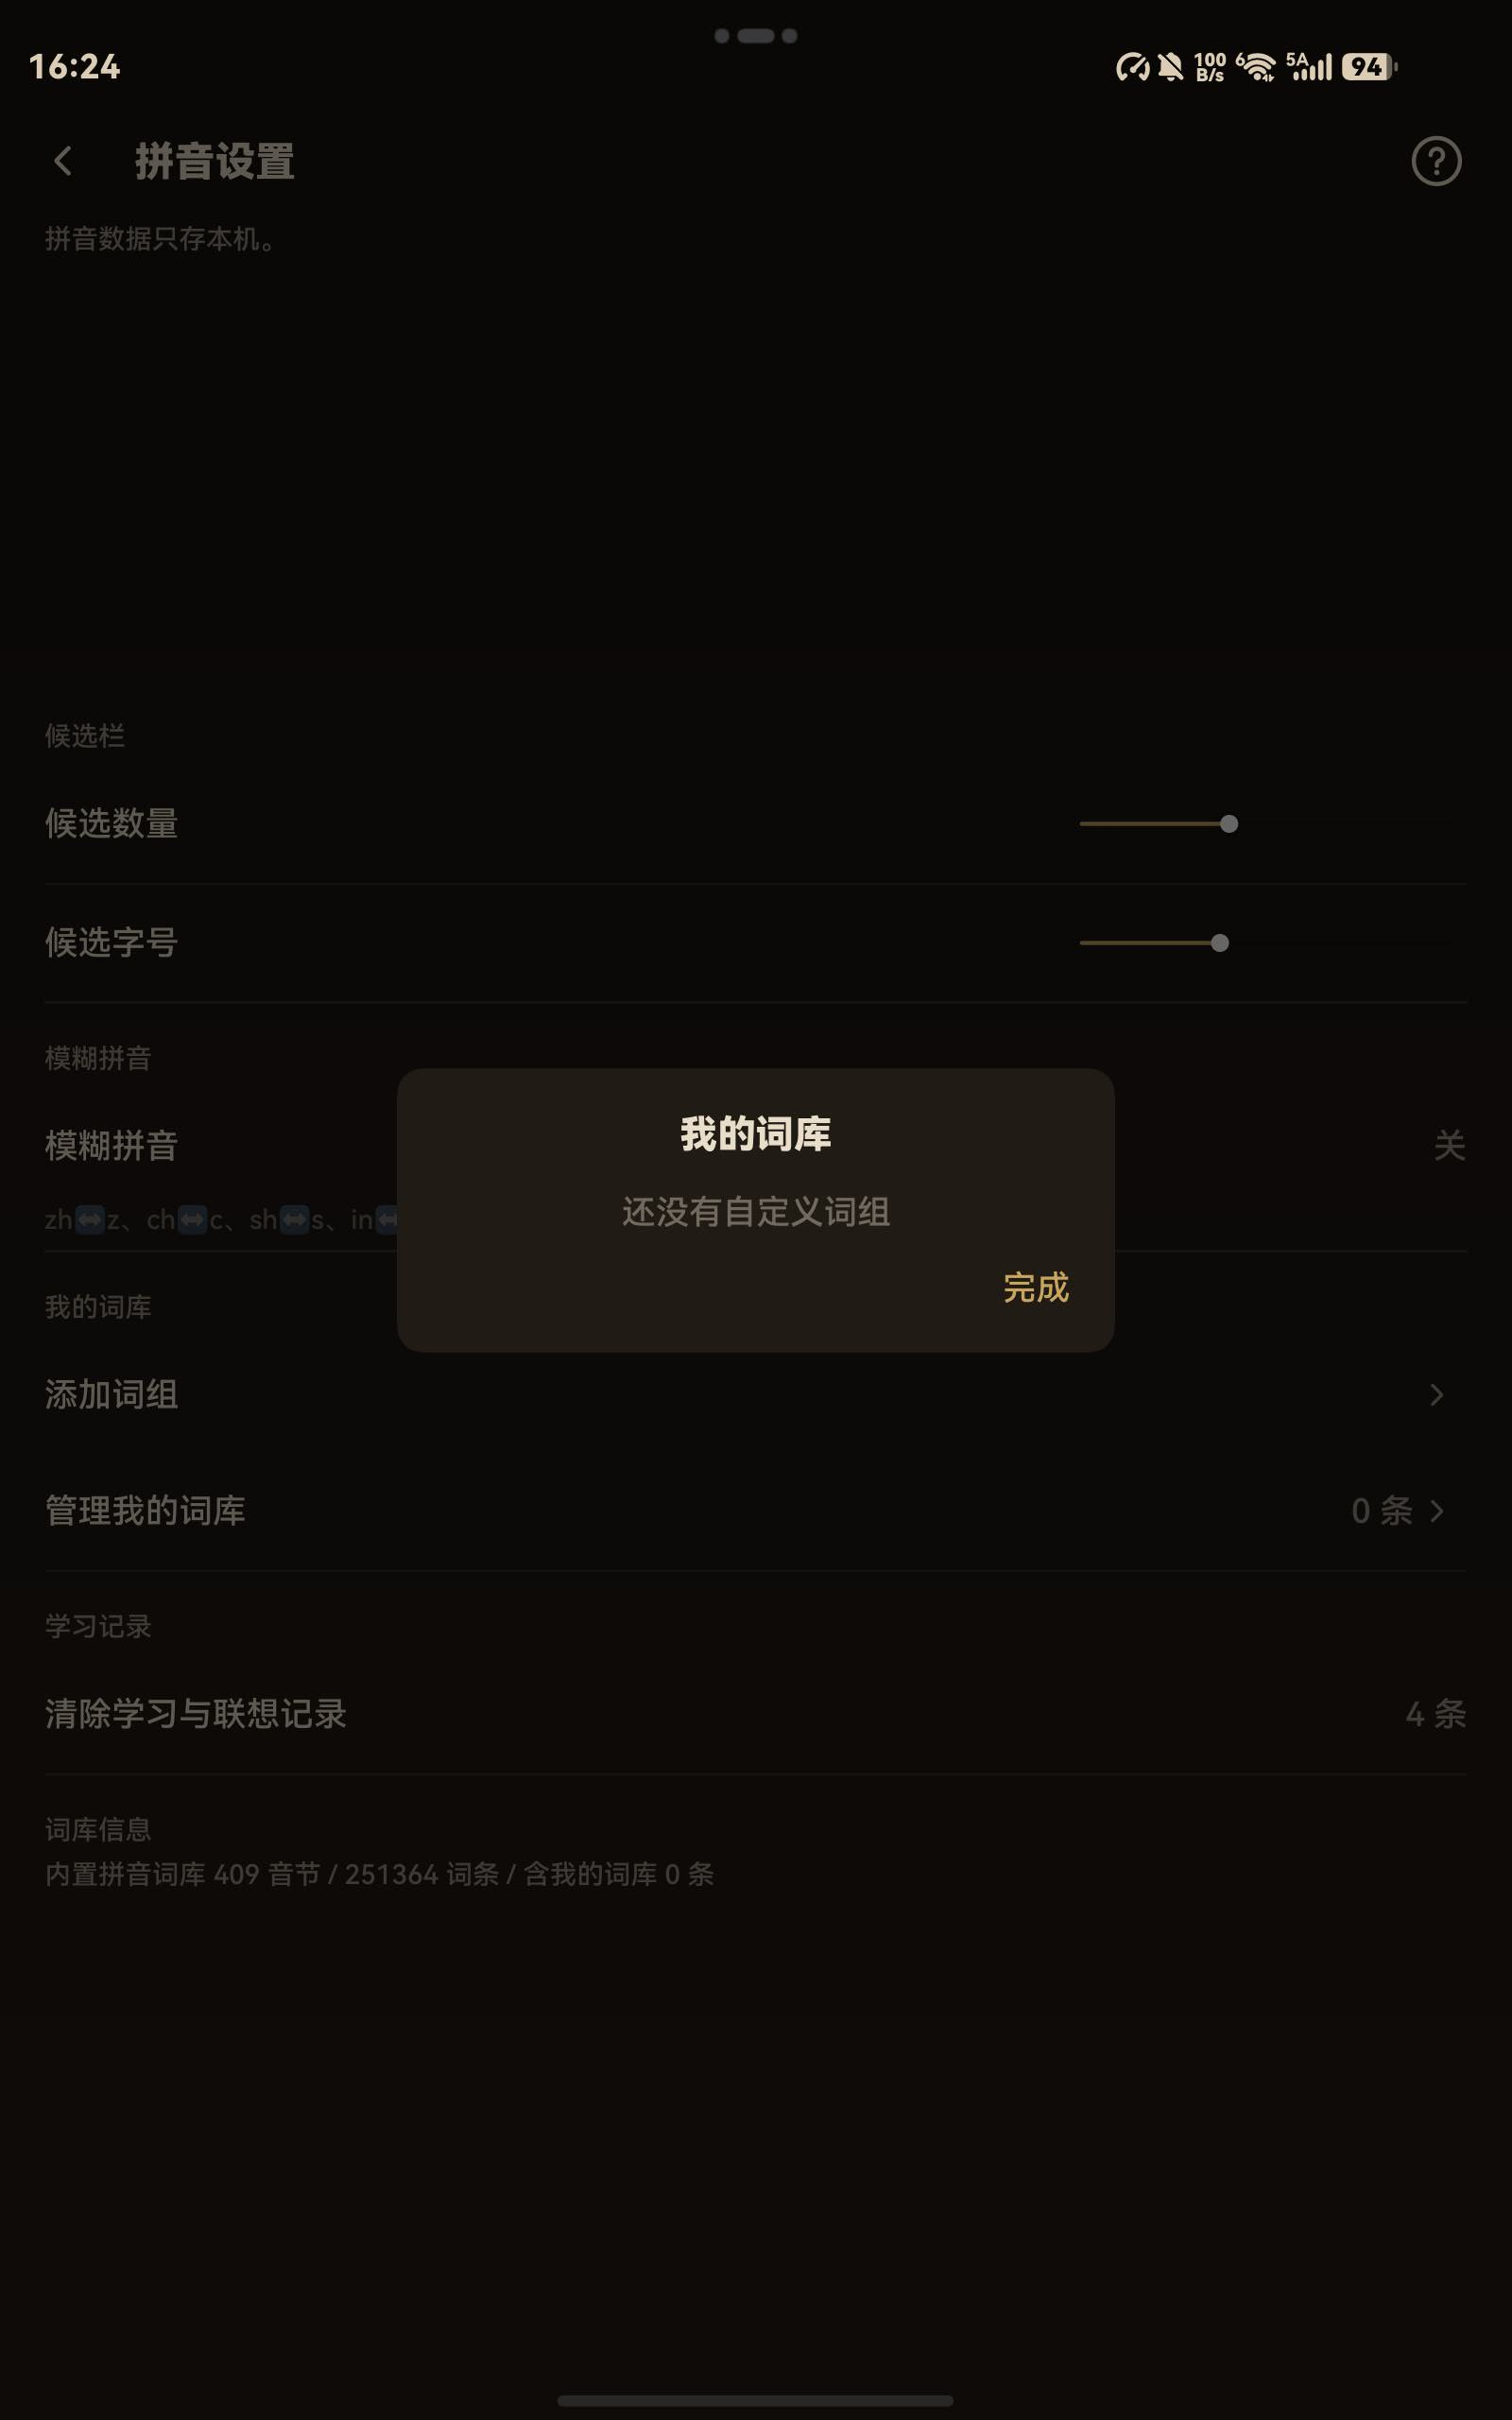 16:24
100 B/s 6 5A 94
拼音设置
拼音数据只存本机。
候选栏
候选数量
候选字号
模糊拼音
模糊拼音 关
zh↔️z、ch↔️c、sh↔️s、in↔️
我的词库
还没有自定义词组
完成
我的词库
添加词组
管理我的词库 0 条
学习记录
清除学习与联想记录 4 条
词库信息
内置拼音词库 409 音节 / 251364 词条 / 含我的词库 0 条